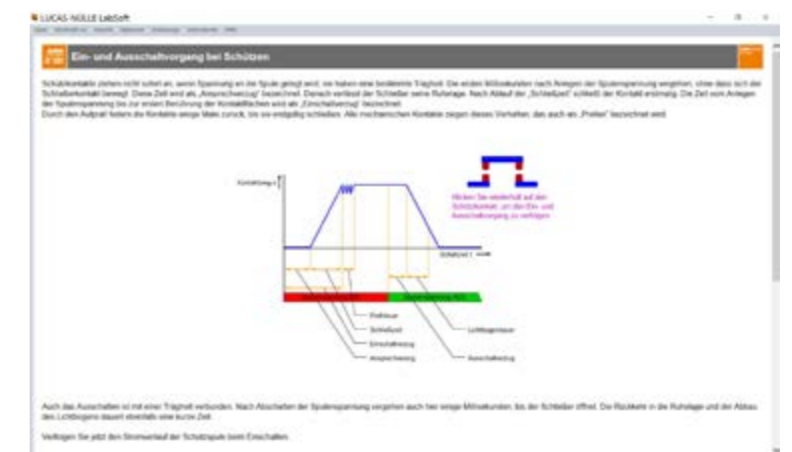 LUCAS-NÜLLE LabSoft
Ein- und Ausschaltvorgang bei Schützen
Schützkontakte ziehen nicht sofort an, wenn Spannung an die Spule gelegt wird, sie haben eine bestimmte Trägheit. Die ersten Millisekunden nach Anlegen der Spulenspannung vergehen, ohne dass sich der
Schließerkontakt bewegt. Diese Zeit wird als „Ansprechverzug“ bezeichnet. Danach verlässt der Schließer seine Ruhelage. Nach Ablauf der „Schließzeit“ schließt der Kontakt erstmalig. Die Zeit vom Anlegen
der Spulenspannung bis zur ersten Berührung der Kontaktflächen wird als „Einschaltverzug“ bezeichnet.
Durch den Aufprall federn die Kontakte einige Male zurück, bis sie endgültig schließen. Alle mechanischen Kontakte zeigen dieses Verhalten, das auch als „Prellen“ bezeichnet wird.
Klicken Sie wiederholt auf den
Schützkontakt, um den Ein- und
Ausschaltvorgang zu verfolgen
Prelldauer
Schließzeit
Einschaltverzug
Ansprechverzug
Lichtbogendauer
Ausschaltverzug
Auch das Ausschalten ist mit einer Trägheit verbunden. Nach Abschalten der Spulenspannung vergehen auch hier einige Millisekunden, bis der Schließer öffnet. Die Rückkehr in die Ruhelage und der Abbau
des Lichtbogens dauert ebenfalls eine kurze Zeit.
Verfolgen Sie jetzt den Stromverlauf der Schützspule beim Einschalten.